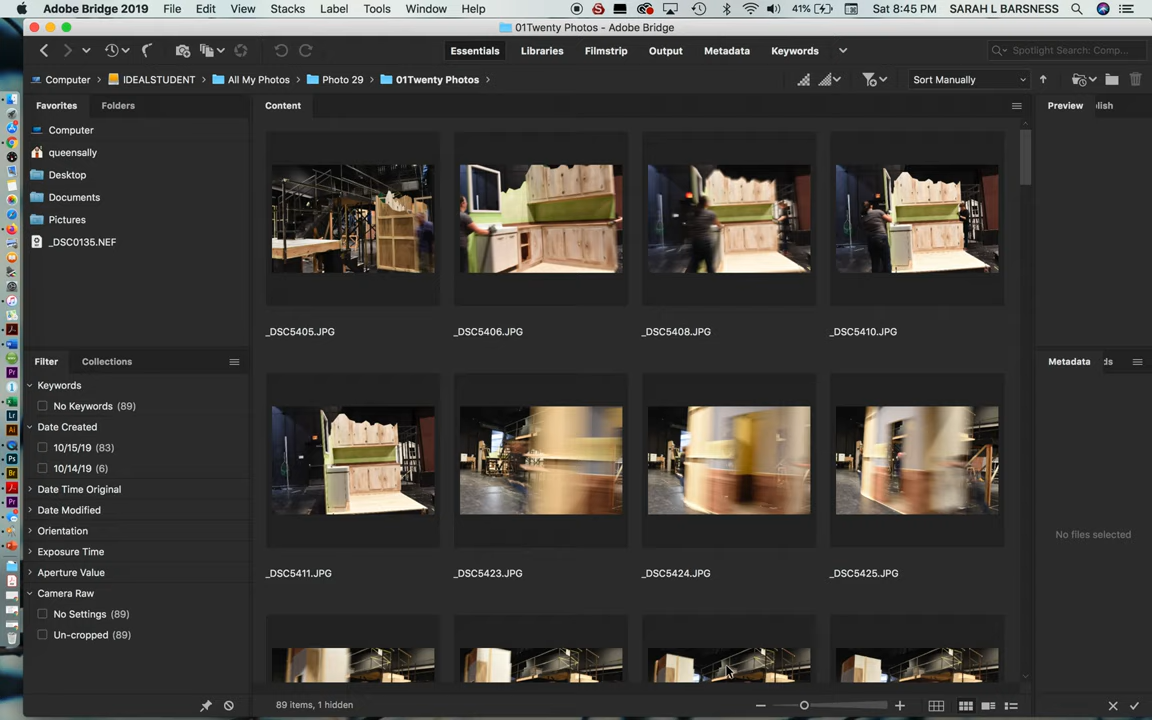 Adobe Bridge 2019 File Edit View Stacks Label Tools Window Help 41% Sat 8:45 PM SARAH L BARSNESS
01Twenty Photos - Adobe Bridge
Essentials Libraries Filmstrip Output Metadata Keywords Spotlight Search: Comp...
Computer IDEALSTUDENT All My Photos Photo 29 01Twenty Photos Sort Manually
Favorites Folders Content Preview lish
Computer
queensally
Desktop
Documents
Pictures
_DSC0135.NEF
_DSC5405.JPG _DSC5406.JPG _DSC5408.JPG _DSC5410.JPG
Filter Collections Metadata ds
Keywords
No Keywords (89)
Date Created
10/15/19 (83)
10/14/19 (6)
Date Time Original
Date Modified
Orientation
Exposure Time
No files selected
Aperture Value
_DSC5411.JPG _DSC5423.JPG _DSC5424.JPG _DSC5425.JPG
Camera Raw
No Settings (89)
Un-cropped (89)
89 items, 1 hidden